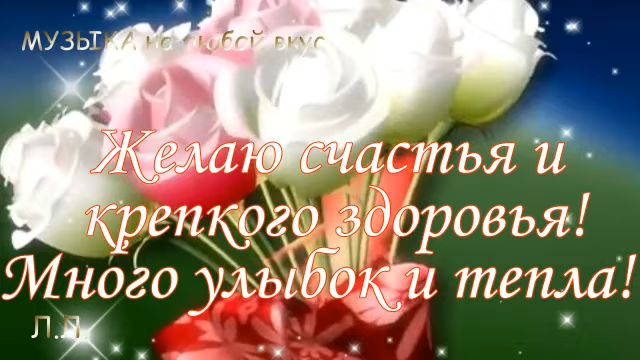 МУЗЫКА на любой вкус
Желаю счастья и
крепкого здоровья!
Много улыбок и тепла!
Л.П.